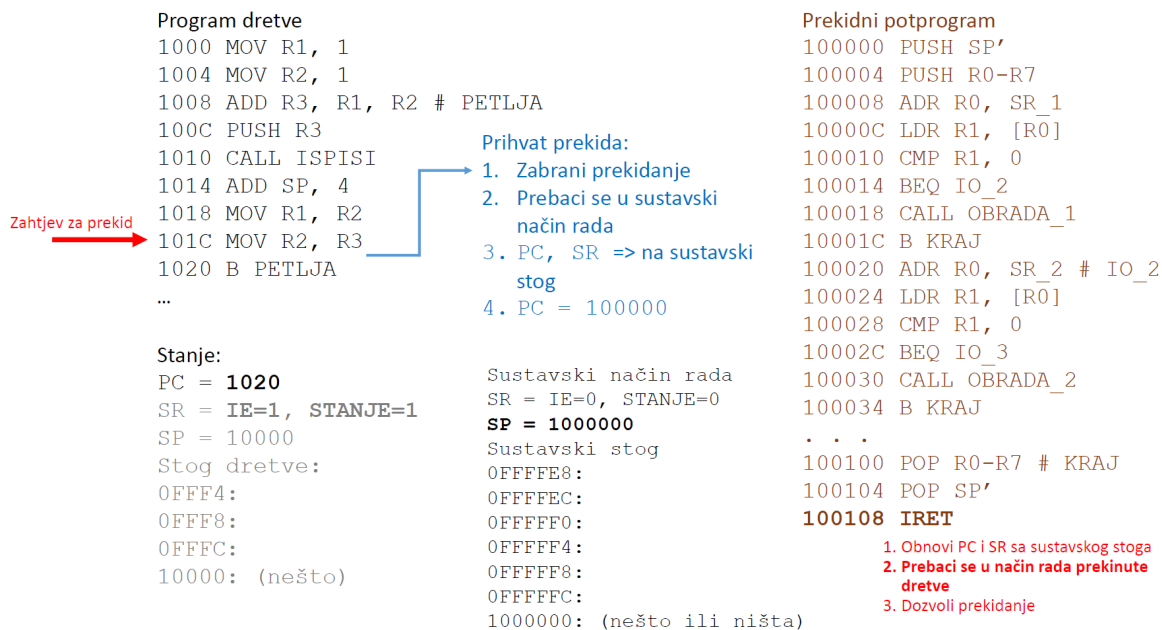 Program dretve
1000 MOV R1, 1
1004 MOV R2, 1
1008 ADD R3, R1, R2 # PETLJA
100C PUSH R3
1010 CALL ISPISI
1014 ADD SP, 4
1018 MOV R1, R2
101C MOV R2, R3
1020 B PETLJA
…
Zahtjev za prekid
Prihvat prekida:
1. Zabrani prekidanje
2. Prebaci se u sustavski
način rada
3. PC, SR => na sustavski
stog
4. PC = 100000
Stanje:
PC = 1020
SR = IE=1, STANJE=1
SP = 10000
Stog dretve:
0FFF4:
0FFF8:
0FFFC:
10000: (nešto)
Sustavski način rada
SR = IE=0, STANJE=0
SP = 1000000
Sustavski stog
0FFFFE8:
0FFFFEC:
0FFFFF0:
0FFFFF4:
0FFFFF8:
0FFFFFC:
1000000: (nešto ili ništa)
Prekidni potprogram
100000 PUSH SP’
100004 PUSH R0-R7
100008 ADR R0, SR_1
10000C LDR R1, [R0]
100010 CMP R1, 0
100014 BEQ IO_2
100018 CALL OBRADA_1
10001C B KRAJ
100020 ADR R0, SR_2 # IO_2
100024 LDR R1, [R0]
100028 CMP R1, 0
10002C BEQ IO_3
100030 CALL OBRADA_2
100034 B KRAJ
. . .
100100 POP R0-R7 # KRAJ
100104 POP SP’
100108 IRET
1. Obnovi PC i SR sa sustavskog stoga
2. Prebaci se u način rada prekinute
dretve
3. Dozvoli prekidanje